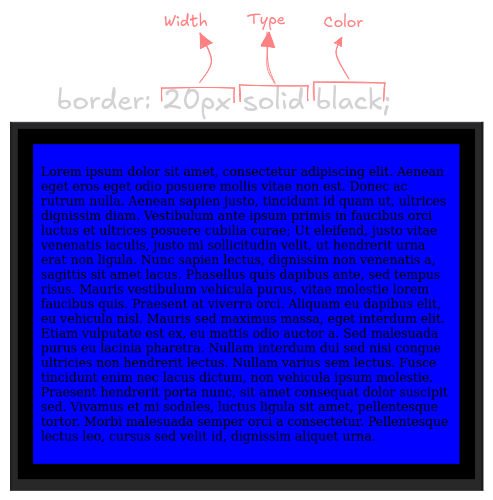 Width Type Color
border: 20px solid black;
Lorem ipsum dolor sit amet, consectetur adipiscing elit. Aenean
eget eros eget odio posuere mollis vitae non est. Donec ac
rutrum nulla. Aenean sapien justo, tincidunt id quam ut, ultrices
dignissim diam. Vestibulum ante ipsum primis in faucibus orci
luctus et ultrices posuere cubilia curae; Ut eleifend, justo vitae
venenatis iaculis, justo mi sollicitudin velit, ut hendrerit urna
erat non ligula. Nunc sapien lectus, dignissim non venenatis a,
sagittis sit amet lacus. Phasellus quis dapibus ante, sed tempus
risus. Mauris vestibulum vehicula purus, vitae molestie lorem
faucibus quis. Praesent at viverra orci. Aliquam eu dapibus elit,
eu vehicula nisl. Mauris sed maximus massa, eget interdum elit.
Etiam vulputate est ex, eu mattis odio auctor a. Sed malesuada
purus eu lacinia pharetra. Nullam interdum dui sed nisi congue
ultricies non hendrerit lectus. Nullam varius sem lectus. Fusce
tincidunt enim nec lacus dictum, non vehicula ipsum molestie.
Praesent hendrerit porta nunc, sit amet consequat dolor suscipit
sed. Vivamus et mi sodales, luctus ligula sit amet, pellentesque
tortor. Morbi malesuada semper orci a consectetur. Pellentesque
lectus leo, cursus sed velit id, dignissim aliquet urna.